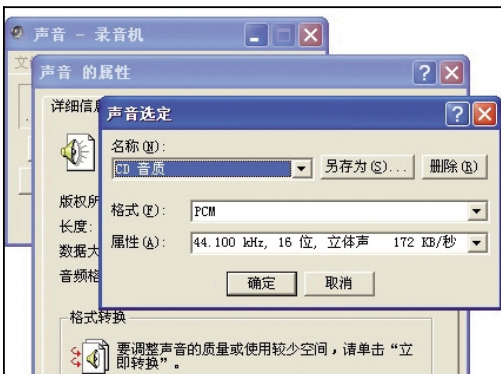 声音 - 录音机
文
声音 的属性
详细信息
声音选定
名称(N):
CD 音质
另存为(S)...
删除(R)
版权所
格式(F):
PCM
长度:
属性(A):
44.100 kHz, 16 位, 立体声 172 KB/秒
数据大
音频格
确定
取消
格式转换
要调整声音的质量或使用较少空间，请单击“立
即转换”。